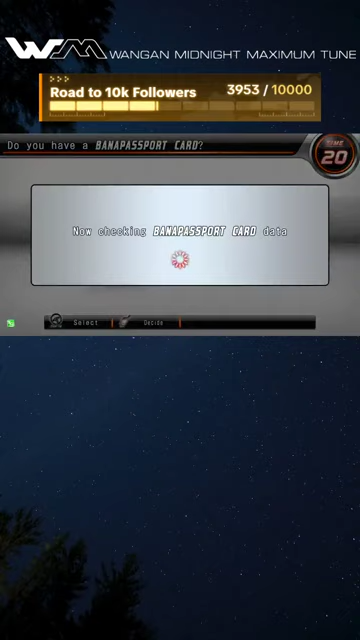 WM WANGAN MIDNIGHT MAXIMUM TUNE
Road to 10k Followers 3953 / 10000
Do you have a BANAPASSPORT CARD?
TIME
20
Now checking BANAPASSPORT CARD data
Select Decide